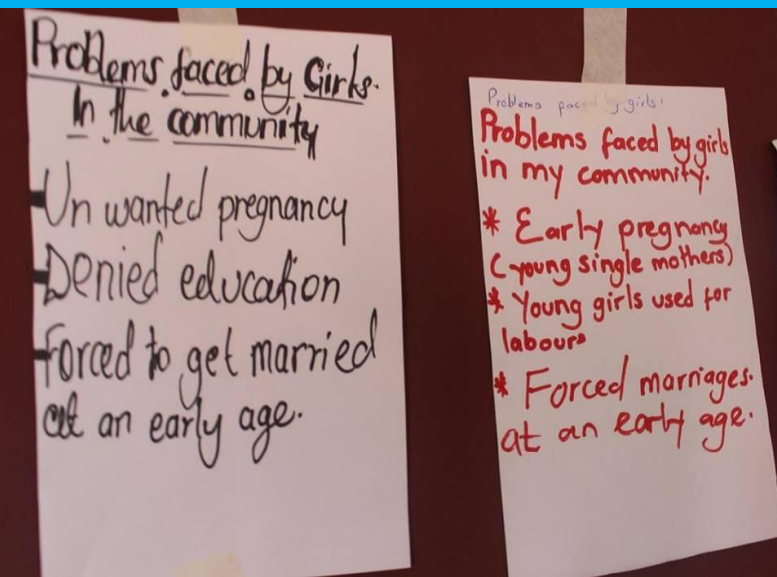 Problems faced by Girls.
In the community
- Un wanted pregnancy
- Denied education
- Forced to get married
at an early age.
Problems faced by girls.
Problems faced by girls
in my community.
* Early pregnancy
(young single mothers)
* Young girls used for
labour
* Forced marriages.
at an early age.